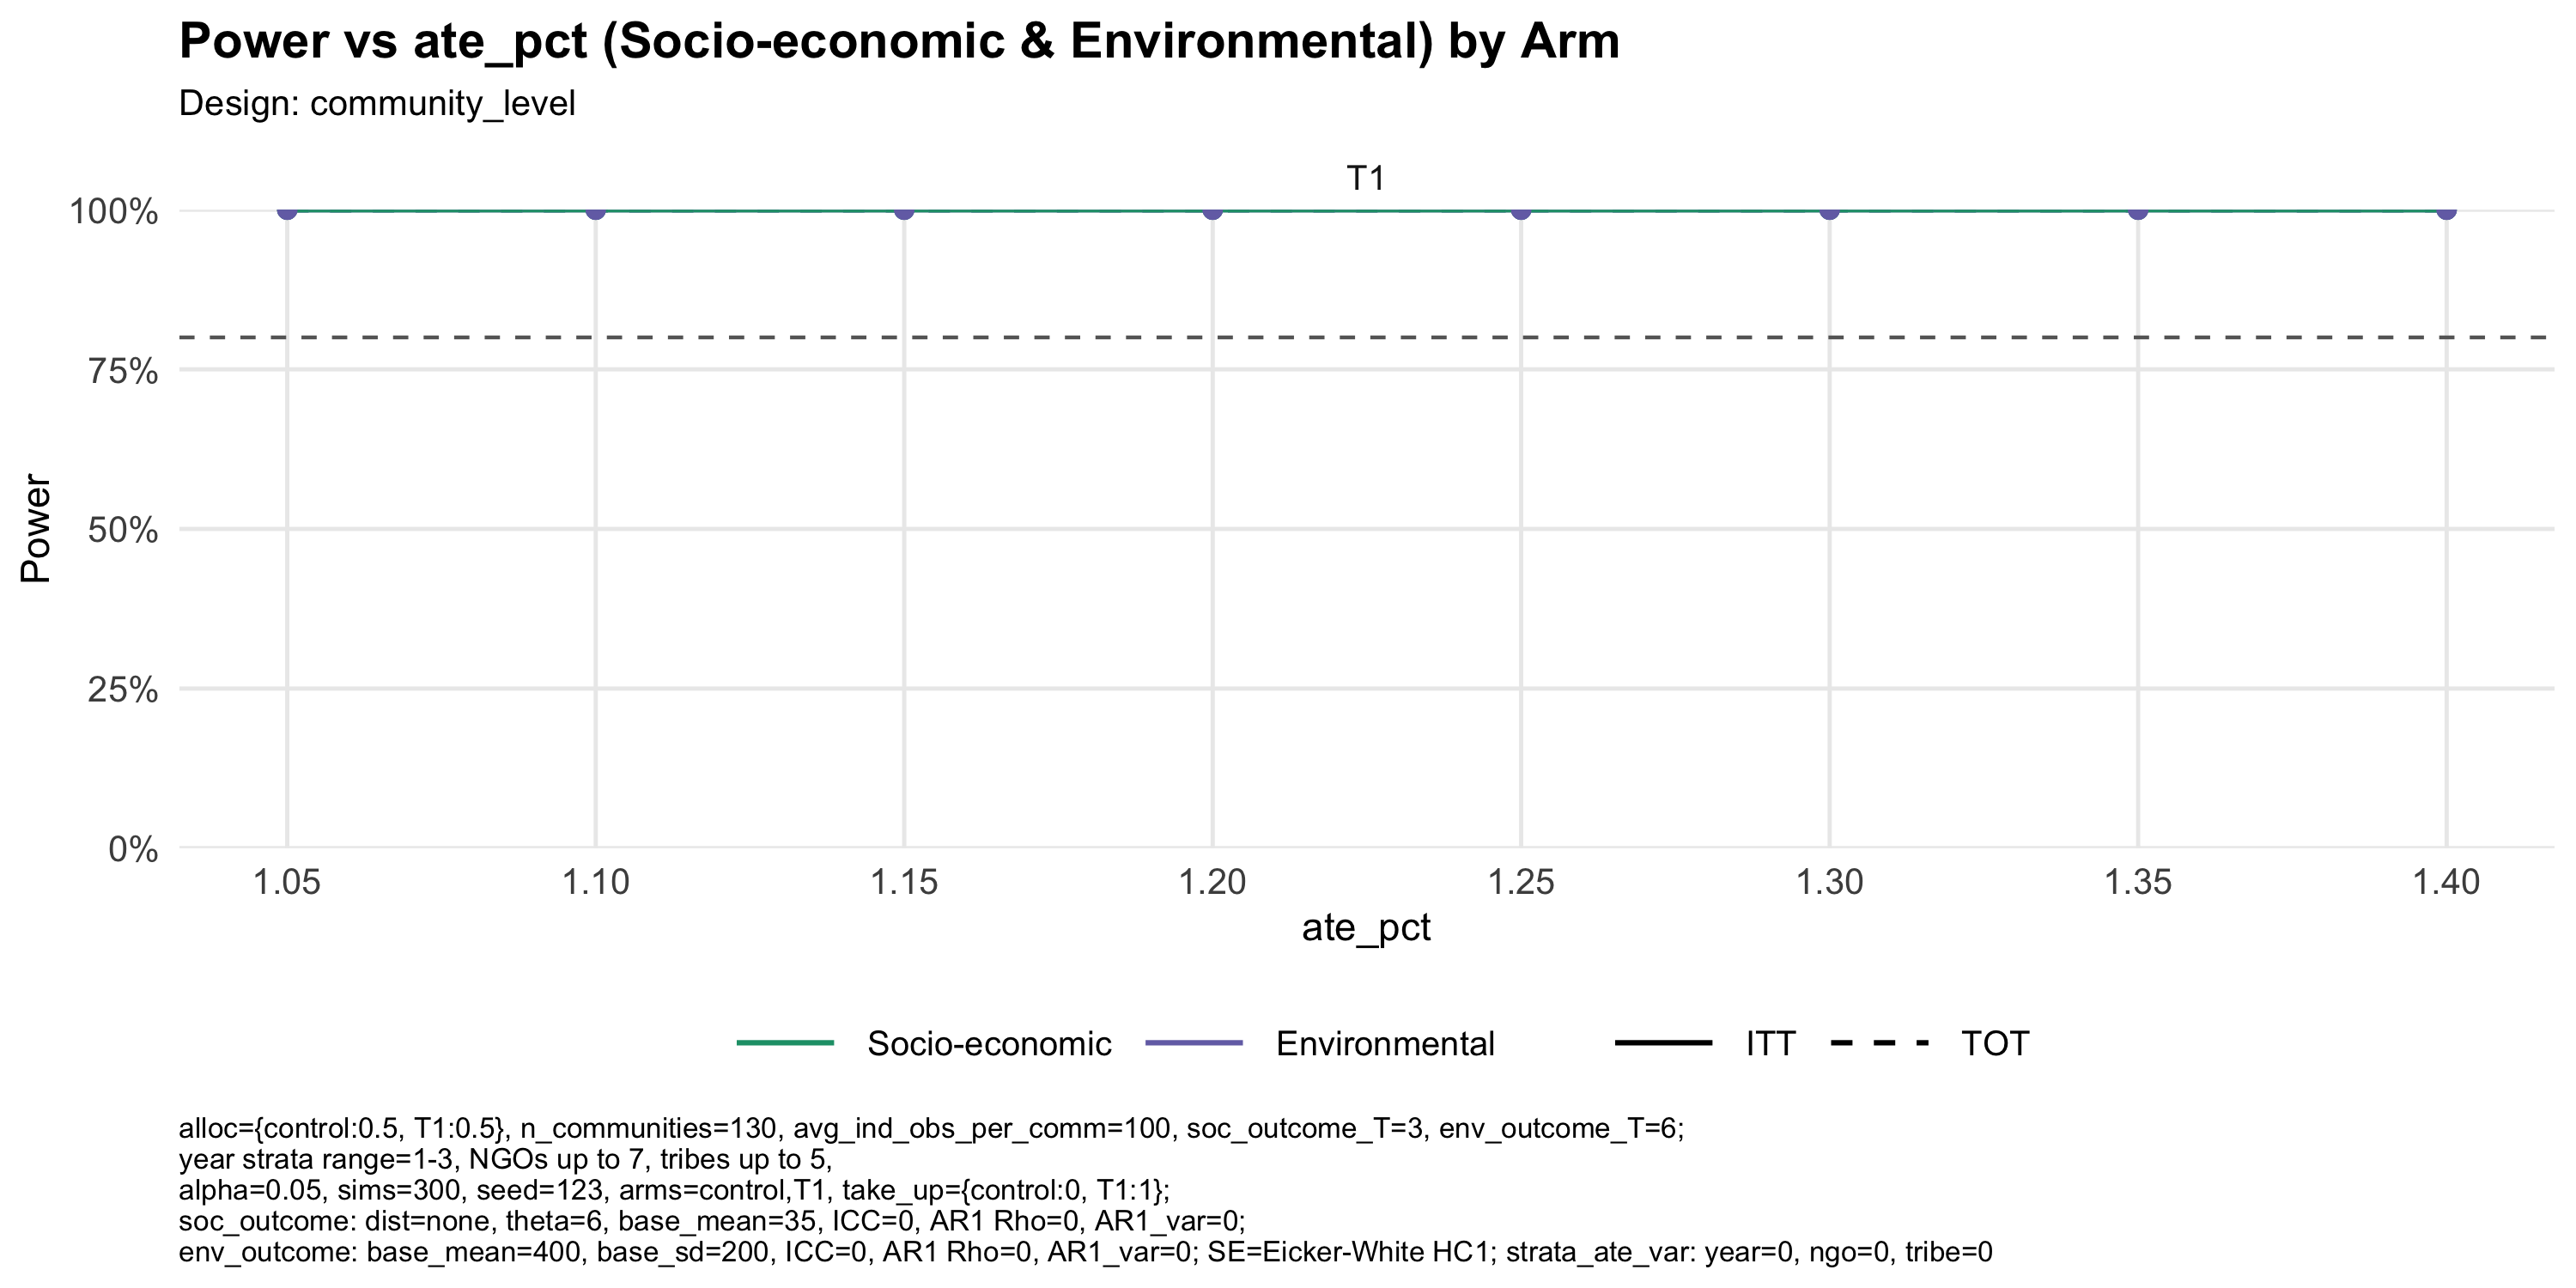 Power vs ate_pct (Socio-economic & Environmental) by Arm
Design: community_level
T1
100%
75%
50%
25%
0%
Power
1.05 1.10 1.15 1.20 1.25 1.30 1.35 1.40
ate_pct
Socio-economic Environmental ITT TOT
alloc={control:0.5, T1:0.5}, n_communities=130, avg_ind_obs_per_comm=100, soc_outcome_T=3, env_outcome_T=6;
year strata range=1-3, NGOs up to 7, tribes up to 5,
alpha=0.05, sims=300, seed=123, arms=control,T1, take_up={control:0, T1:1};
soc_outcome: dist=none, theta=6, base_mean=35, ICC=0, AR1 Rho=0, AR1_var=0;
env_outcome: base_mean=400, base_sd=200, ICC=0, AR1 Rho=0, AR1_var=0; SE=Eicker-White HC1; strata_ate_var: year=0, ngo=0, tribe=0